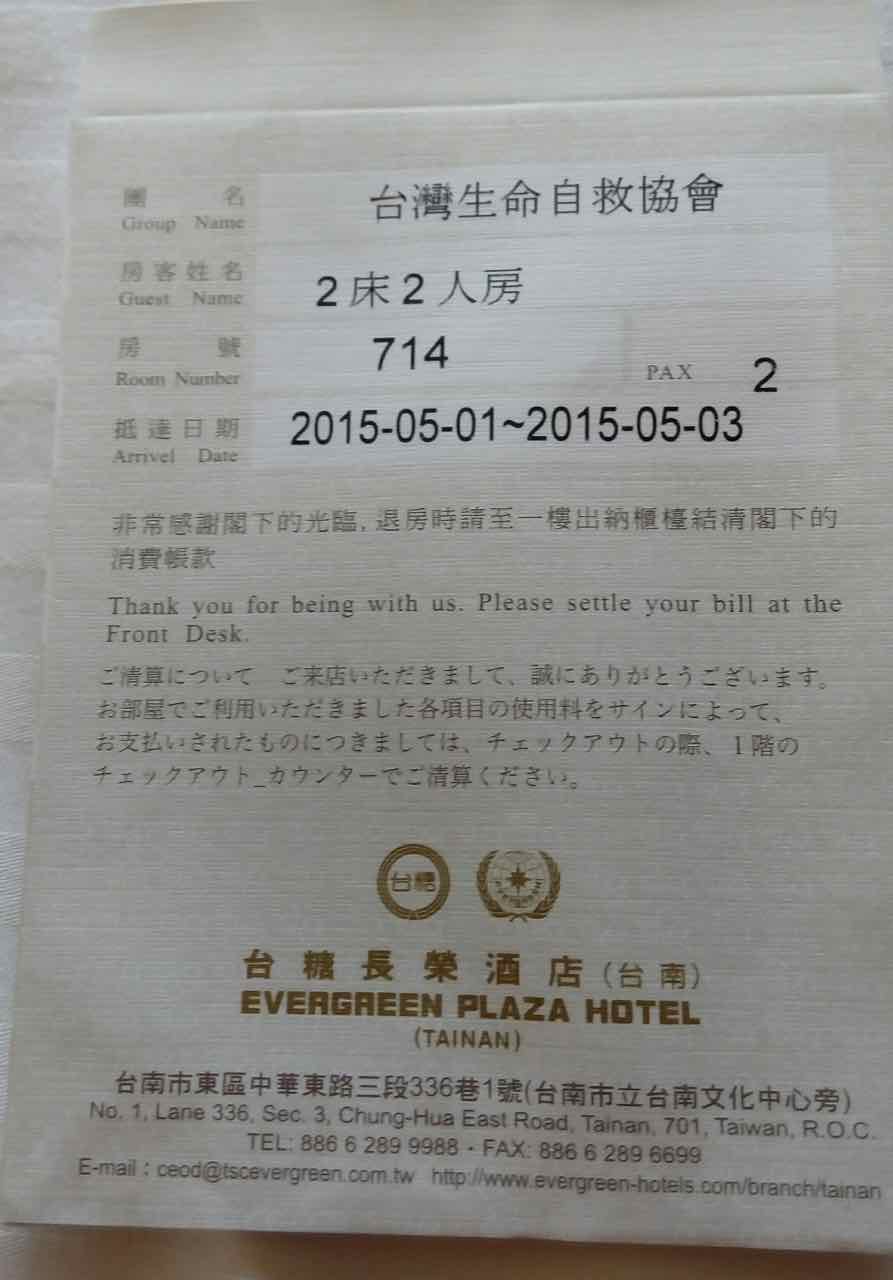 團名 台灣生命自救協會
Group Name
房客姓名 2床2人房
Guest Name
房號 714
Room Number PAX 2
抵達日期 2015-05-01~2015-05-03
Arrivel Date
非常感謝閣下的光臨,退房時請至一樓出納櫃檯結清閣下的
消費帳款
Thank you for being with us. Please settle your bill at the
Front Desk.
ご清算について ご来店いただきまして、誠にありがとうございます。
お部屋でご利用いただきました各項目の使用料をサインによって、
お支払いされたものにつきましては、チェックアウトの際、1階の
チェックアウト_カウンターでご清算ください。
台糖
台糖長榮酒店(台南)
EVERGREEN PLAZA HOTEL
(TAINAN)
台南市東區中華東路三段336巷1號(台南市立台南文化中心旁)
No. 1, Lane 336, Sec. 3, Chung-Hua East Road, Tainan, 701, Taiwan, R.O.C.
TEL: 886 6 289 9988・FAX: 886 6 289 6699
E-mail:ceod@tscevergreen.com.tw http://www.evergreen-hotels.com/branch/tainan